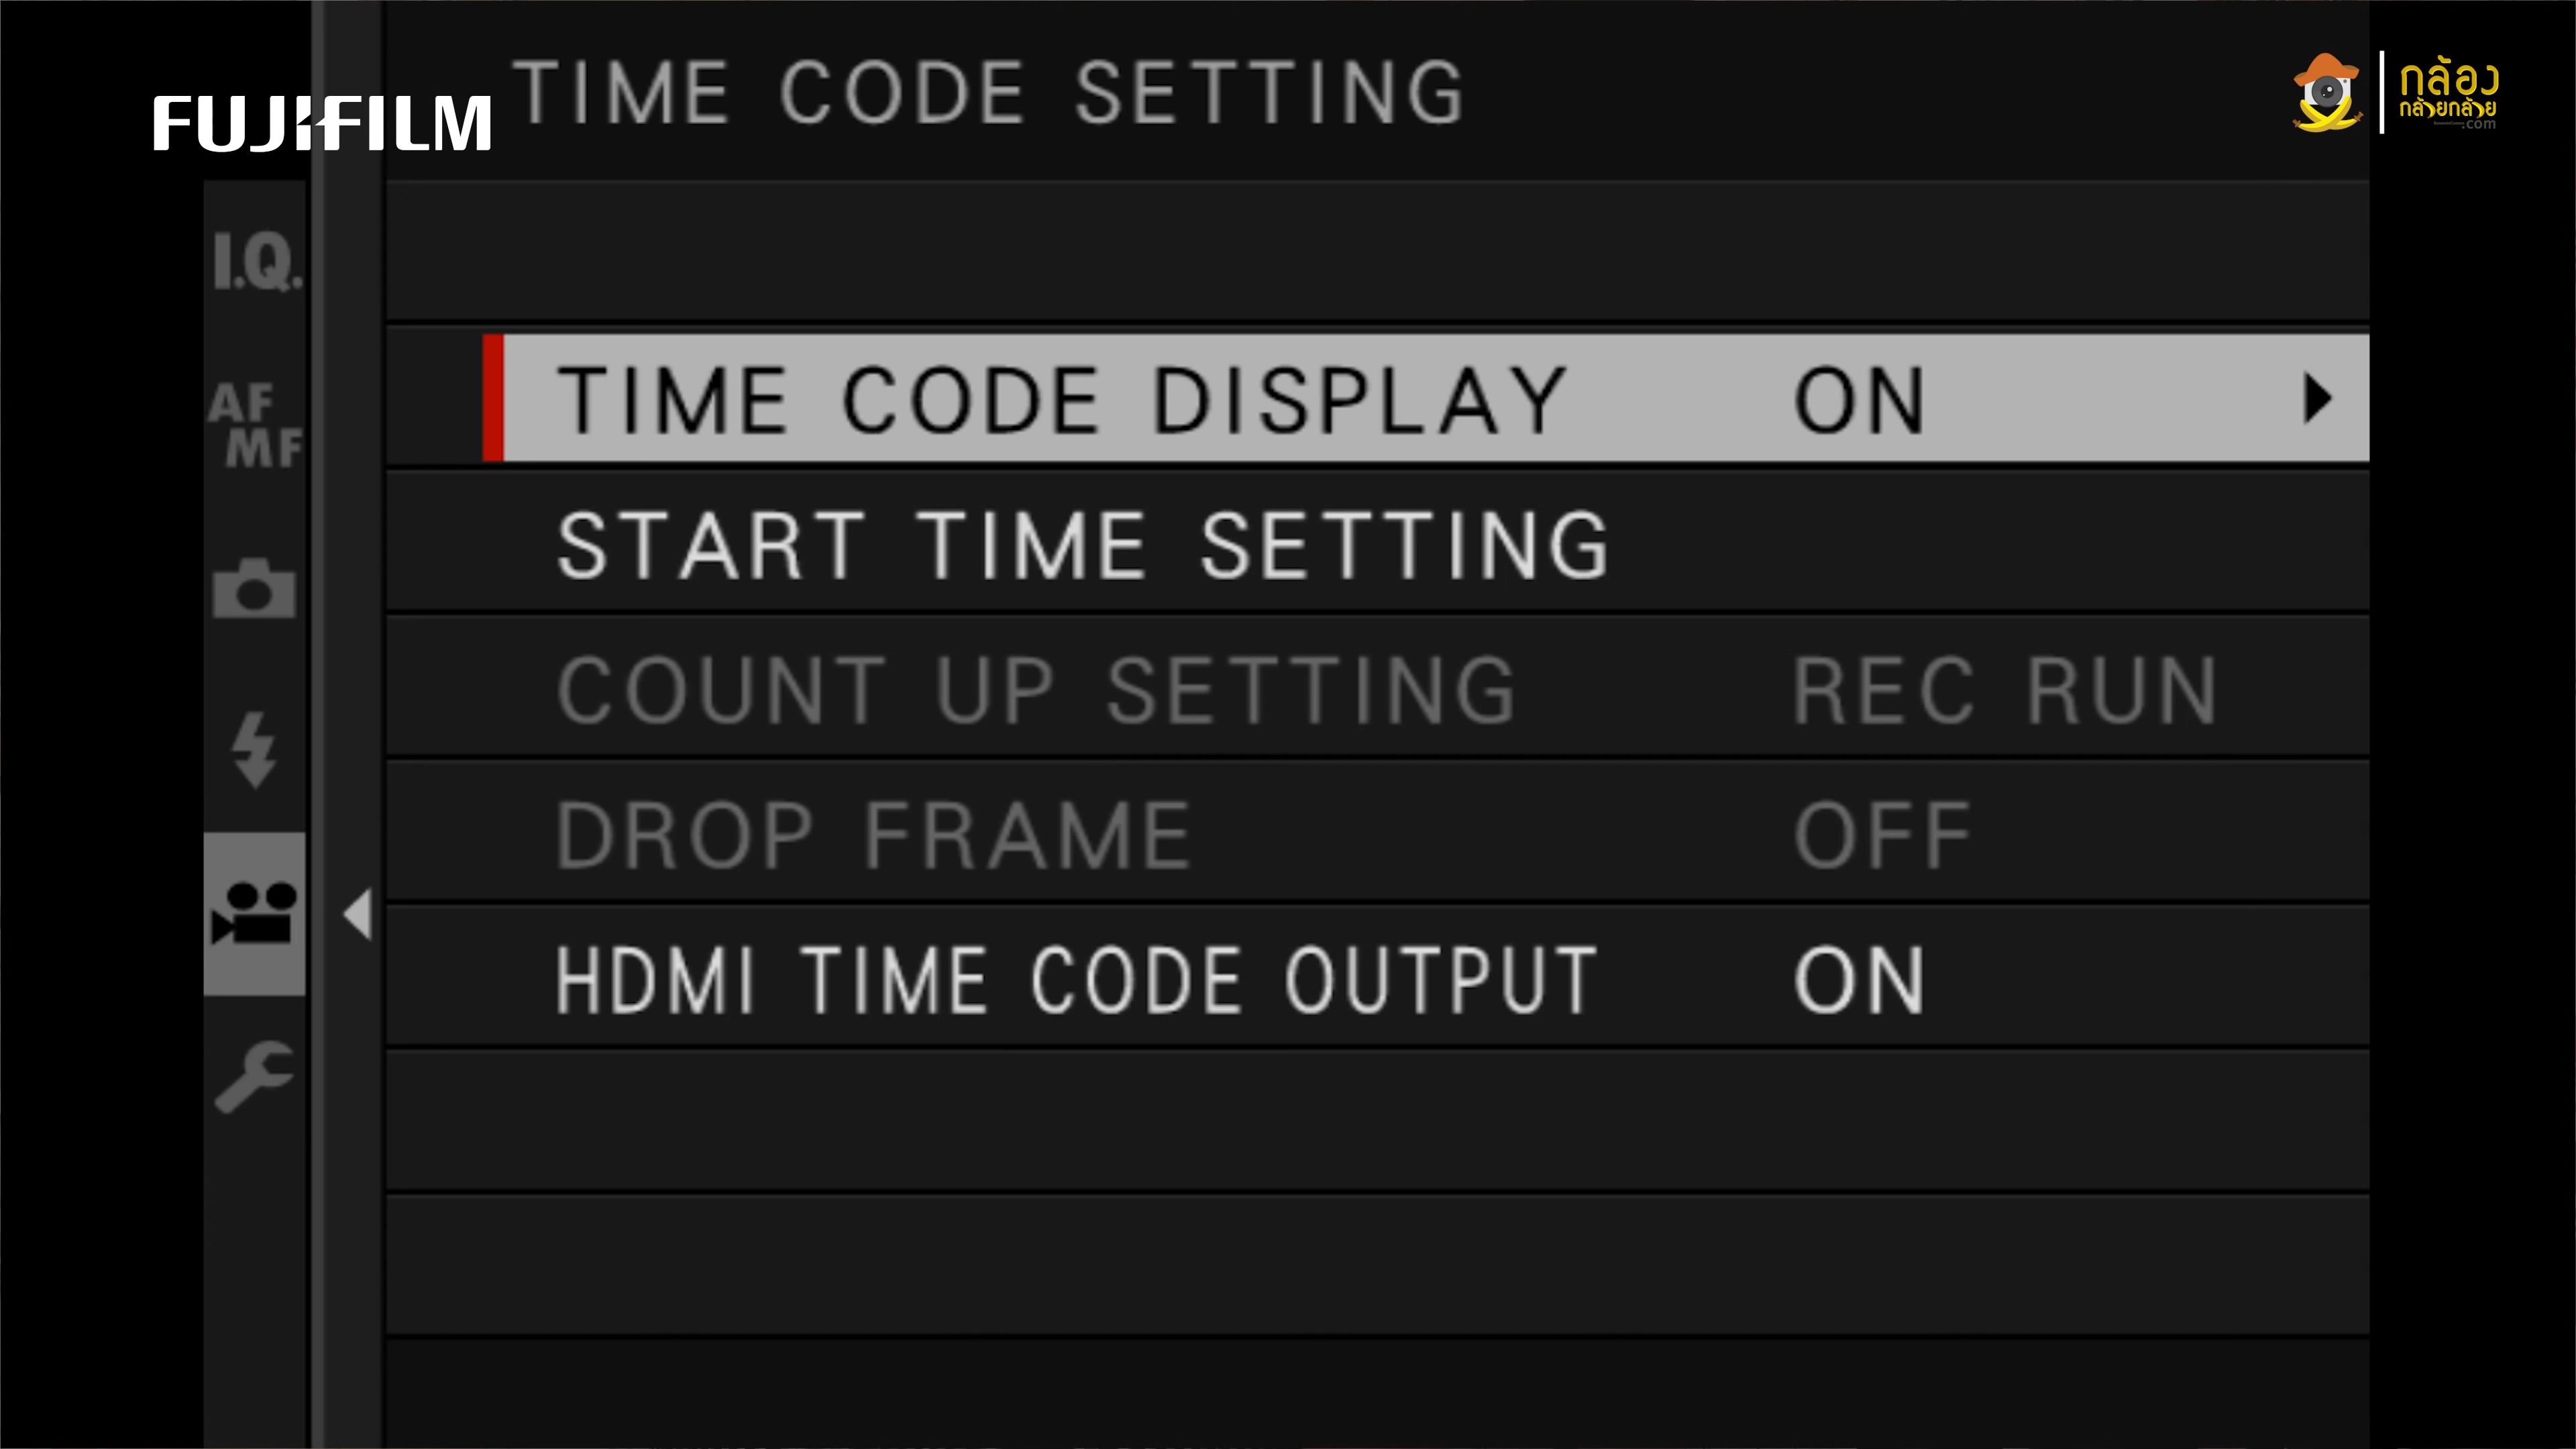 FUJIFILM
TIME CODE SETTING
กล้อง
กล้วยกล้วย
.com
I.Q.
AF
MF
TIME CODE DISPLAY ON
START TIME SETTING
COUNT UP SETTING REC RUN
DROP FRAME OFF
HDMI TIME CODE OUTPUT ON